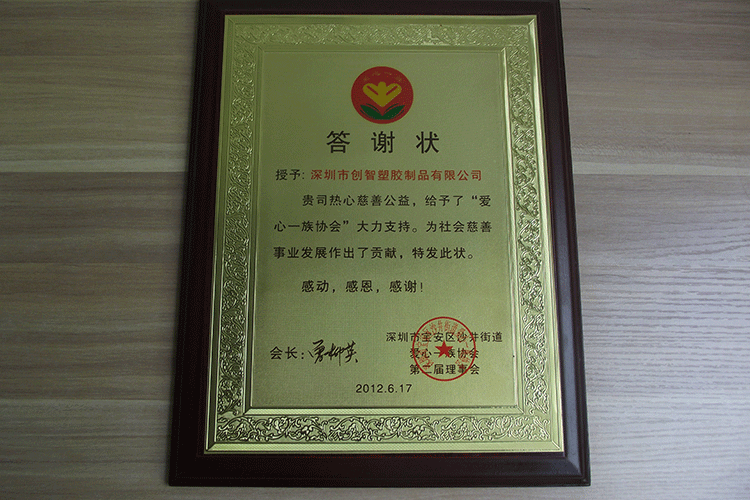 答谢状
授予: 深圳市创智塑胶制品有限公司
贵司热心慈善公益，给予了“爱
心一族协会”大力支持。为社会慈善
事业发展作出了贡献，特发此状。
感动，感恩，感谢！
深圳市宝安区沙井街道
会长: 爱心一族协会
第二届理事会
2012.6.17